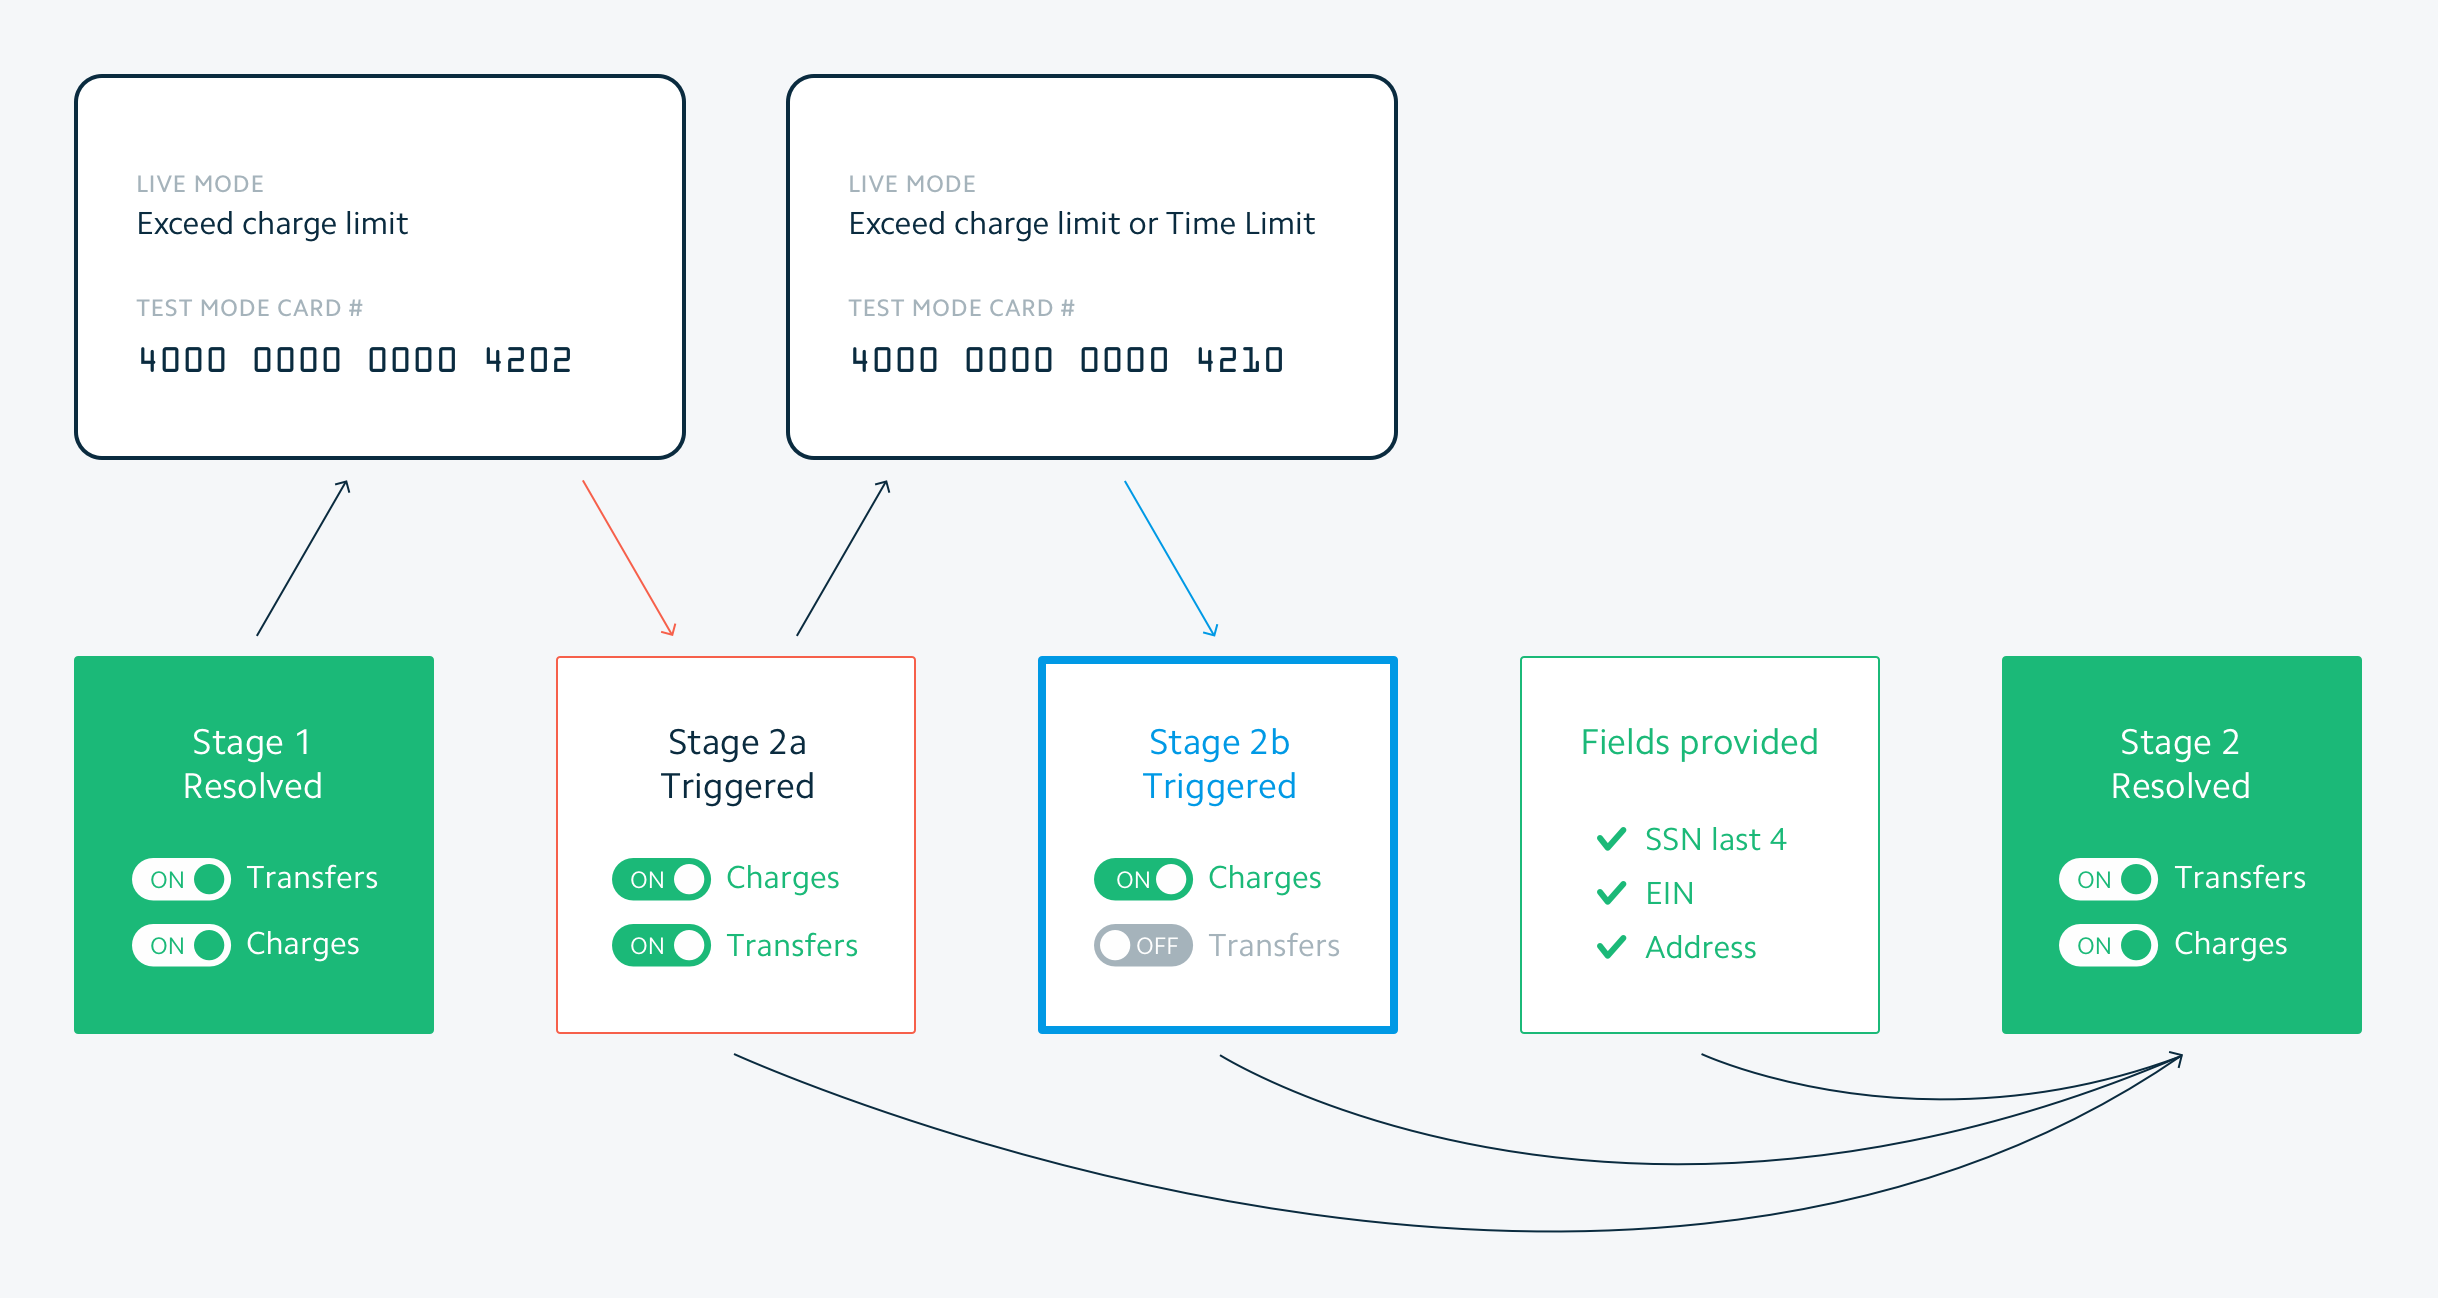 LIVE MODE
Exceed charge limit
TEST MODE CARD #
4000 0000 0000 4202
LIVE MODE
Exceed charge limit or Time Limit
TEST MODE CARD #
4000 0000 0000 4210
Stage 1
Resolved
ON Transfers
ON Charges
Stage 2a
Triggered
ON Charges
ON Transfers
Stage 2b
Triggered
ON Charges
OFF Transfers
Fields provided
SSN last 4
EIN
Address
Stage 2
Resolved
ON Transfers
ON Charges